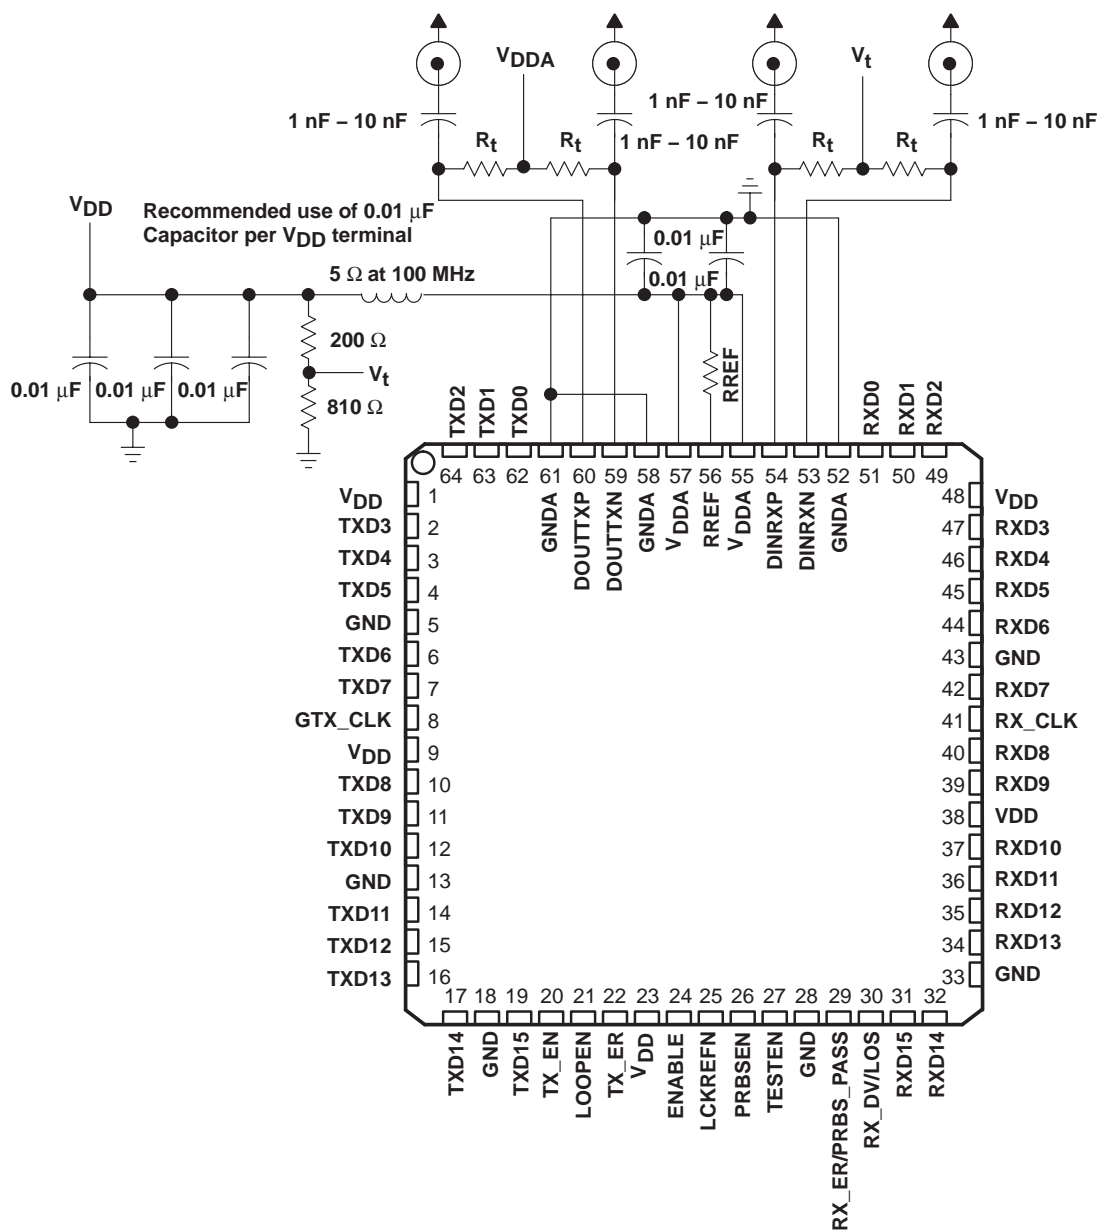 VDDA
Vt
1 nF – 10 nF
1 nF – 10 nF
1 nF – 10 nF
1 nF – 10 nF
Rt
Rt
Rt
Rt
VDD
Recommended use of 0.01 μF
Capacitor per VDD terminal
0.01 μF
0.01 μF
5 Ω at 100 MHz
200 Ω
Vt
810 Ω
0.01 μF
0.01 μF
0.01 μF
RREF
TXD2
TXD1
TXD0
RXD0
RXD1
RXD2
64
63
62
61
60
59
58
57
56
55
54
53
52
51
50
49
GNDA
DOUTTXP
DOUTTXN
GNDA
VDDA
RREF
VDDA
DINRXP
DINRXN
GNDA
VDD 1
TXD3 2
TXD4 3
TXD5 4
GND 5
TXD6 6
TXD7 7
GTX_CLK 8
VDD 9
TXD8 10
TXD9 11
TXD10 12
GND 13
TXD11 14
TXD12 15
TXD13 16
48 VDD
47 RXD3
46 RXD4
45 RXD5
44 RXD6
43 GND
42 RXD7
41 RX_CLK
40 RXD8
39 RXD9
38 VDD
37 RXD10
36 RXD11
35 RXD12
34 RXD13
33 GND
17
18
19
20
21
22
23
24
25
26
27
28
29
30
31
32
TXD14
GND
TXD15
TX_EN
LOOPEN
TX_ER
VDD
ENABLE
LCKREFN
PRBSEN
TESTEN
GND
RX_ER/PRBS_PASS
RX_DV/LOS
RXD15
RXD14